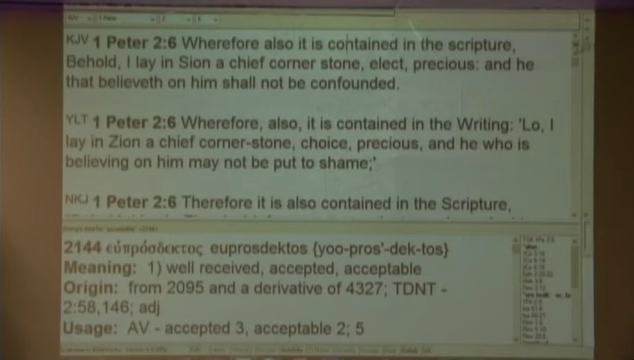 KJV 1 Peter 2:6 Wherefore also it is contained in the scripture,
Behold, I lay in Sion a chief corner stone, elect, precious: and he
that believeth on him shall not be confounded.
YLT 1 Peter 2:6 Wherefore, also, it is contained in the Writing: 'Lo, I
lay in Zion a chief corner-stone, choice, precious, and he who is
believing on him may not be put to shame;'
NKJ 1 Peter 2:6 Therefore it is also contained in the Scripture,
2144 εὐπρόσδεκτος euprosdektos {yoo-pros'-dek-tos}
Meaning: 1) well received, accepted, acceptable
Origin: from 2095 and a derivative of 4327; TDNT -
2:58,146; adj
Usage: AV - accepted 3, acceptable 2; 5